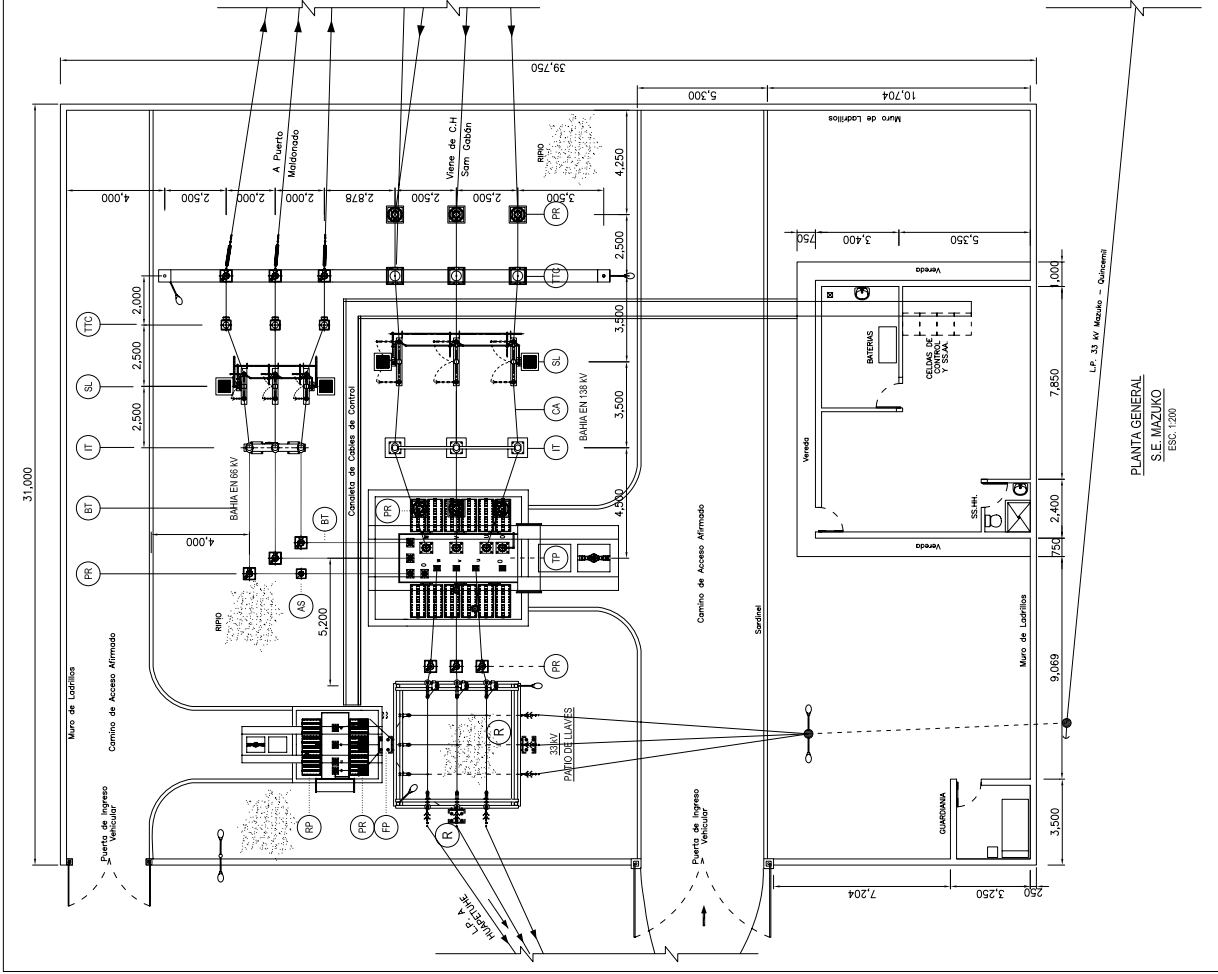 39,750
5,300
10,704
31,000
Muro de Ladrillos
A Puerto
Maldonado
Viene de C.H
Sam Gabón
RIPIO
4,250
4,000
2,500
2,000
2,000
2,878
2,500
2,500
3,500
PR
2,500
TTC
3,500
SL
CA
3,500
IT
4,500
BAHIA EN 138 kV
2,000
TTC
2,500
SL
2,500
IT
BT
BAHIA EN 66 kV
PR
4,000
Canaleta de Cables de Control
BT
AS
5,200
RIPIO
PR
TP
PR
Muro de Ladrillos
Camino de Acceso Afirmado
Puerta de Ingreso
Vehicular
RP
PR
FP
R
R
33kV
PATIO DE LLAVES
L.P. A
HUAPETUHE
Camino de Acceso Afirmado
Sardinel
Puerta de Ingreso
Vehicular
750
3,400
5,350
Vereda
1,000
BATERIAS
CELDAS DE
CONTROL
Y SS.AA.
7,850
Vereda
SS.HH.
2,400
Vereda
750
Muro de Ladrillos
9,069
GUARDIANIA
3,500
7,204
3,250
250
L.P. 33 kV Mazuko - Quincemil
PLANTA GENERAL
S.E. MAZUKO
ESC. 1:200